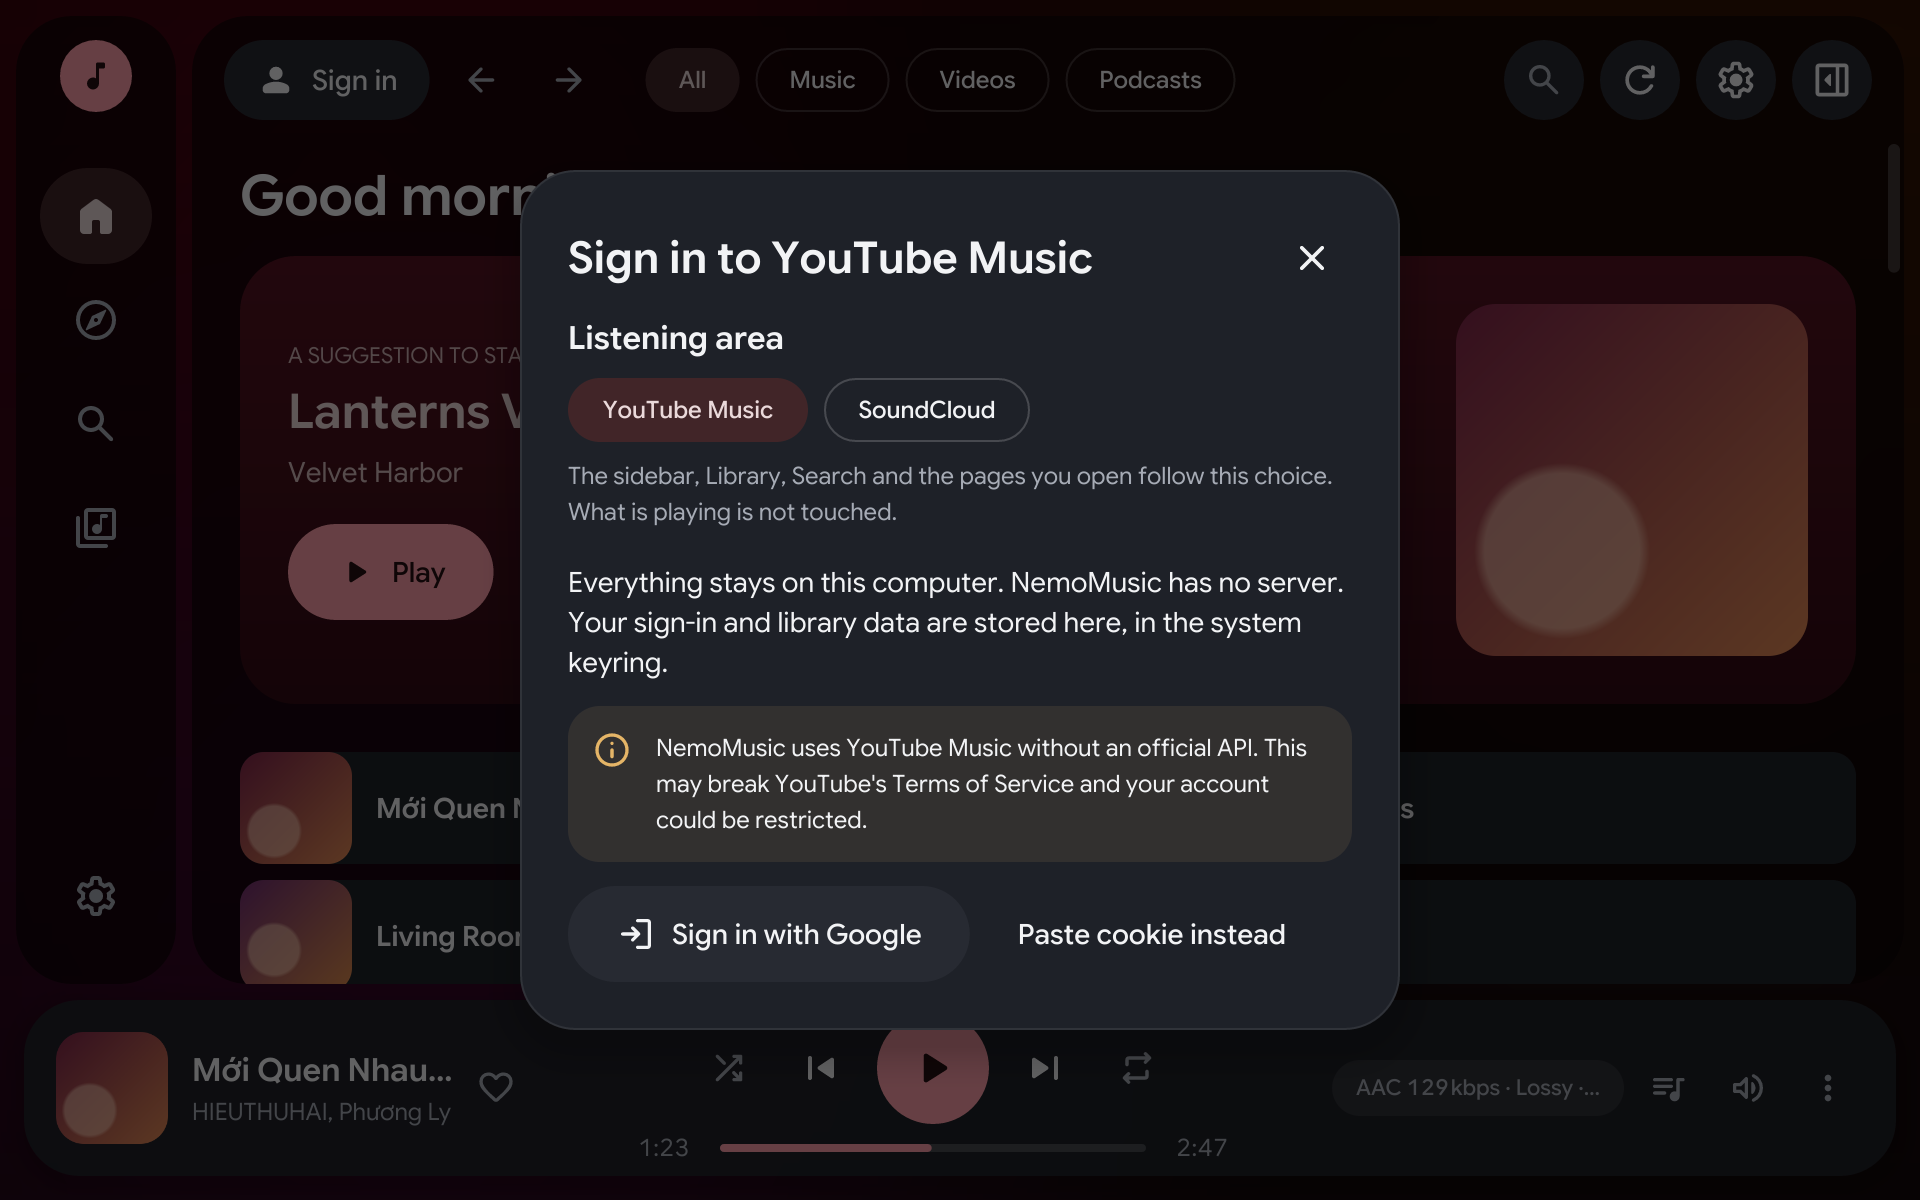 Sign in
All
Music
Videos
Podcasts
Good morn
Sign in to YouTube Music
Listening area
YouTube Music
SoundCloud
The sidebar, Library, Search and the pages you open follow this choice.
What is playing is not touched.
Everything stays on this computer. NemoMusic has no server.
Your sign-in and library data are stored here, in the system
keyring.
NemoMusic uses YouTube Music without an official API. This
may break YouTube's Terms of Service and your account
could be restricted.
Sign in with Google
Paste cookie instead
A SUGGESTION TO STA
Lanterns
Velvet Harbor
Play
Mới Quen
Living Roo
Mới Quen Nhau...
HIEUTHUHAI, Phương Ly
1:23
2:47
AAC 129 kbps · Lossy ·...